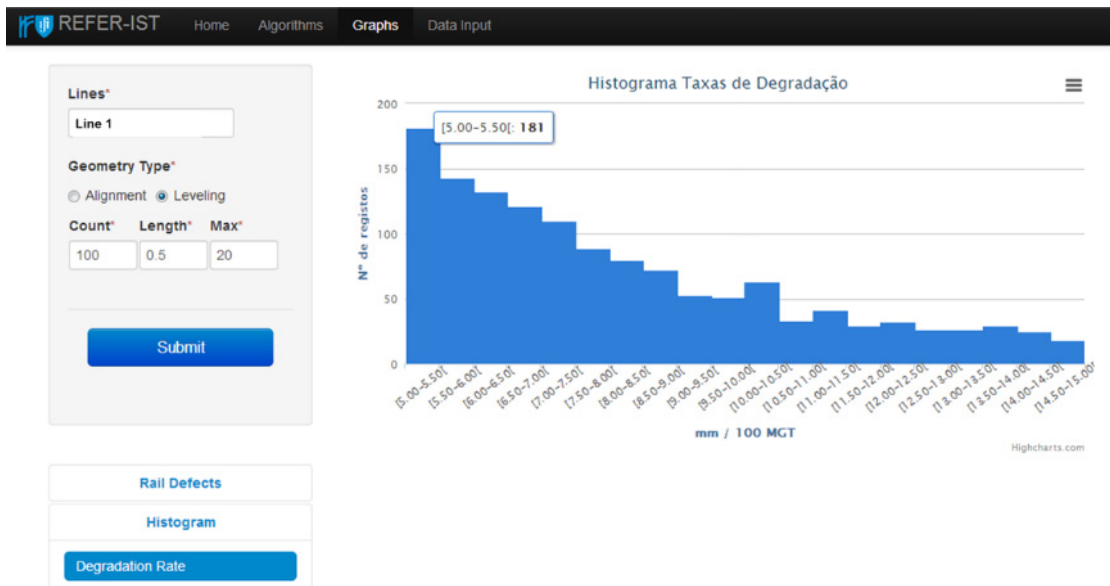 REFER-IST Home Algorithms Graphs Data Input
Lines*
Line 1
Geometry Type*
Alignment Leveling
Count* Length* Max*
100 0.5 20
Submit
Rail Defects
Histogram
Degradation Rate
Histograma Taxas de Degradação
[5.00-5.50[: 181
Nº de registos
200
150
100
50
0
[5.00-5.50[
[5.50-6.00[
[6.00-6.50[
[6.50-7.00[
[7.00-7.50[
[7.50-8.00[
[8.00-8.50[
[8.50-9.00[
[9.00-9.50[
[9.50-10.00[
[10.00-10.50[
[10.50-11.00[
[11.00-11.50[
[11.50-12.00[
[12.00-12.50[
[12.50-13.00[
[13.00-13.50[
[13.50-14.00[
[14.00-14.50[
[14.50-15.00[
mm / 100 MGT
Highcharts.com